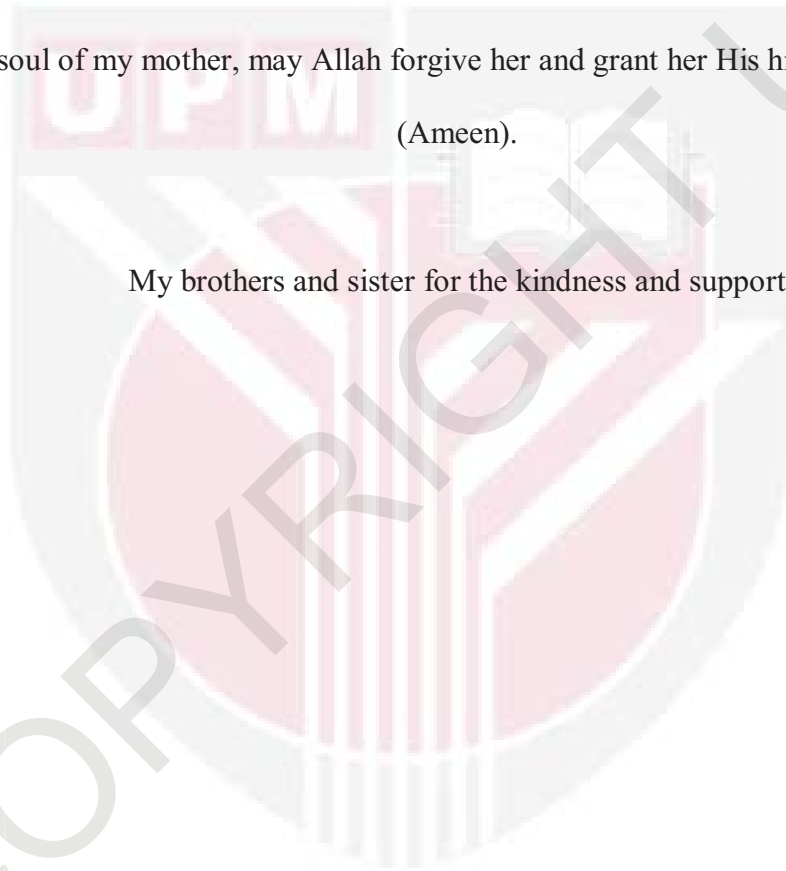 soul of my mother, may Allah forgive her and grant her His
UPM
(Ameen).
My brothers and sister for the kindness and support
COPYRIGHT U